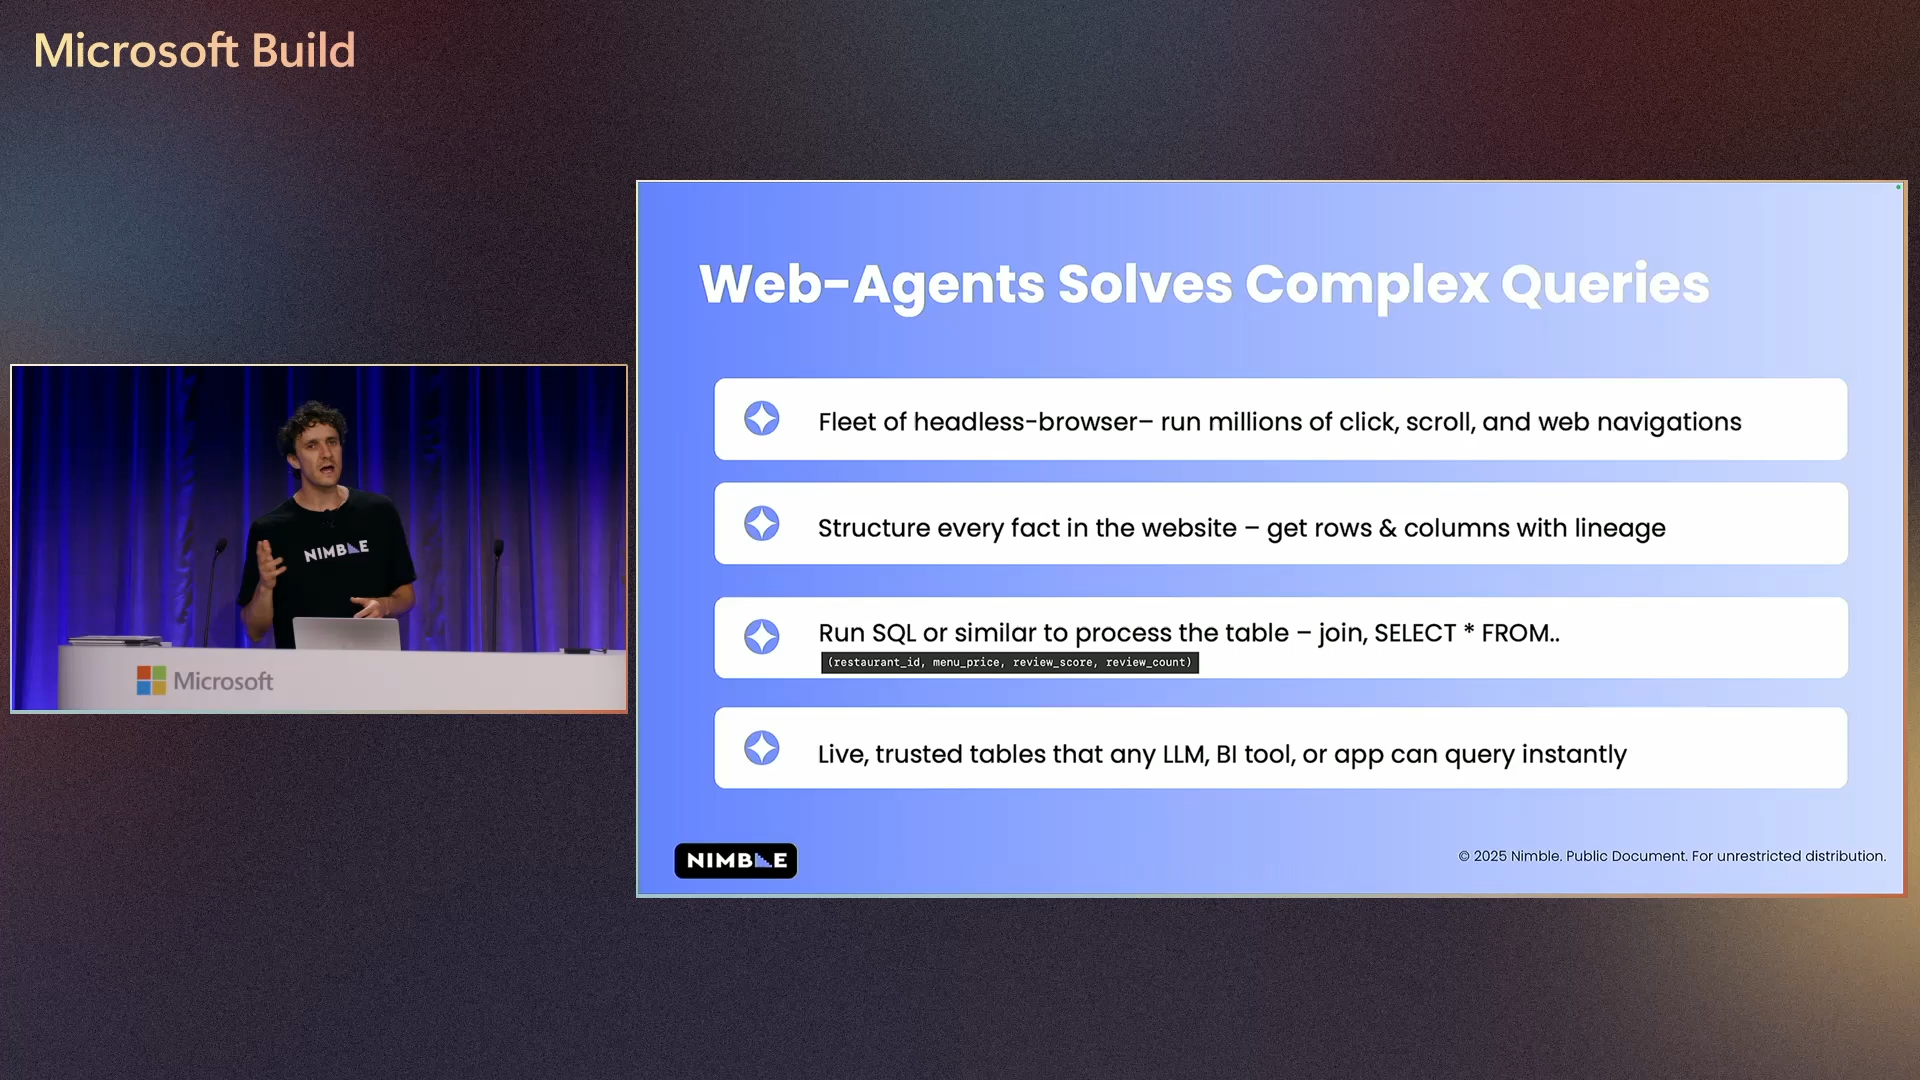 Microsoft Build
NIMBLE
Microsoft
Web-Agents Solves Complex Queries
Fleet of headless-browser– run millions of click, scroll, and web navigations
Structure every fact in the website – get rows & columns with lineage
Run SQL or similar to process the table – join, SELECT * FROM..
(restaurant_id, menu_price, review_score, review_count)
Live, trusted tables that any LLM, BI tool, or app can query instantly
NIMBLE
© 2025 Nimble. Public Document. For unrestricted distribution.